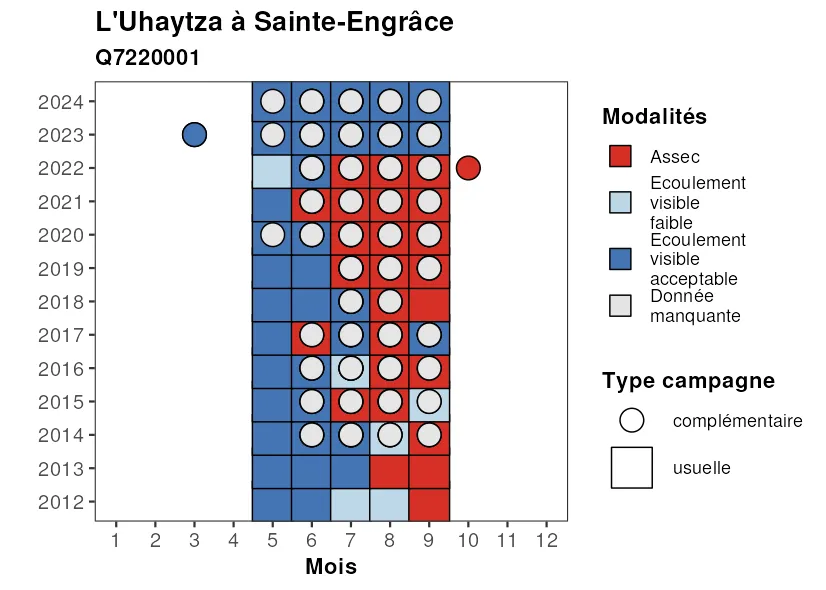 L'Uhaytza à Sainte-Engrâce
Q7220001
2024
2023
2022
2021
2020
2019
2018
2017
2016
2015
2014
2013
2012
1 2 3 4 5 6 7 8 9 10 11 12
Mois
Modalités
Assec
Ecoulement
visible
faible
Ecoulement
visible
acceptable
Donnée
manquante
Type campagne
complémentaire
usuelle